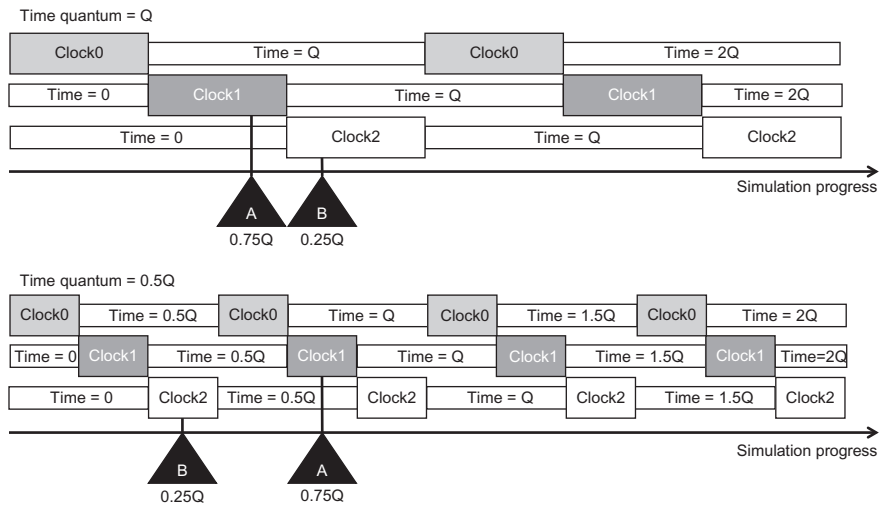 Time quantum = Q
Clock0 Time = Q Clock0 Time = 2Q
Time = 0 Clock1 Time = Q Clock1 Time = 2Q
Time = 0 Clock2 Time = Q Clock2
Simulation progress
A B
0.75Q 0.25Q
Time quantum = 0.5Q
Clock0 Time = 0.5Q Clock0 Time = Q Clock0 Time = 1.5Q Clock0 Time = 2Q
Time = 0 Clock1 Time = 0.5Q Clock1 Time = Q Clock1 Time = 1.5Q Clock1 Time=2Q
Time = 0 Clock2 Time = 0.5Q Clock2 Time = Q Clock2 Time = 1.5Q Clock2
Simulation progress
B A
0.25Q 0.75Q